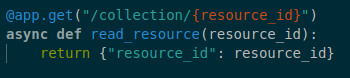 @app.get("/collection/{resource_id}")
async def read_resource(resource_id):
    return {"resource_id": resource_id}